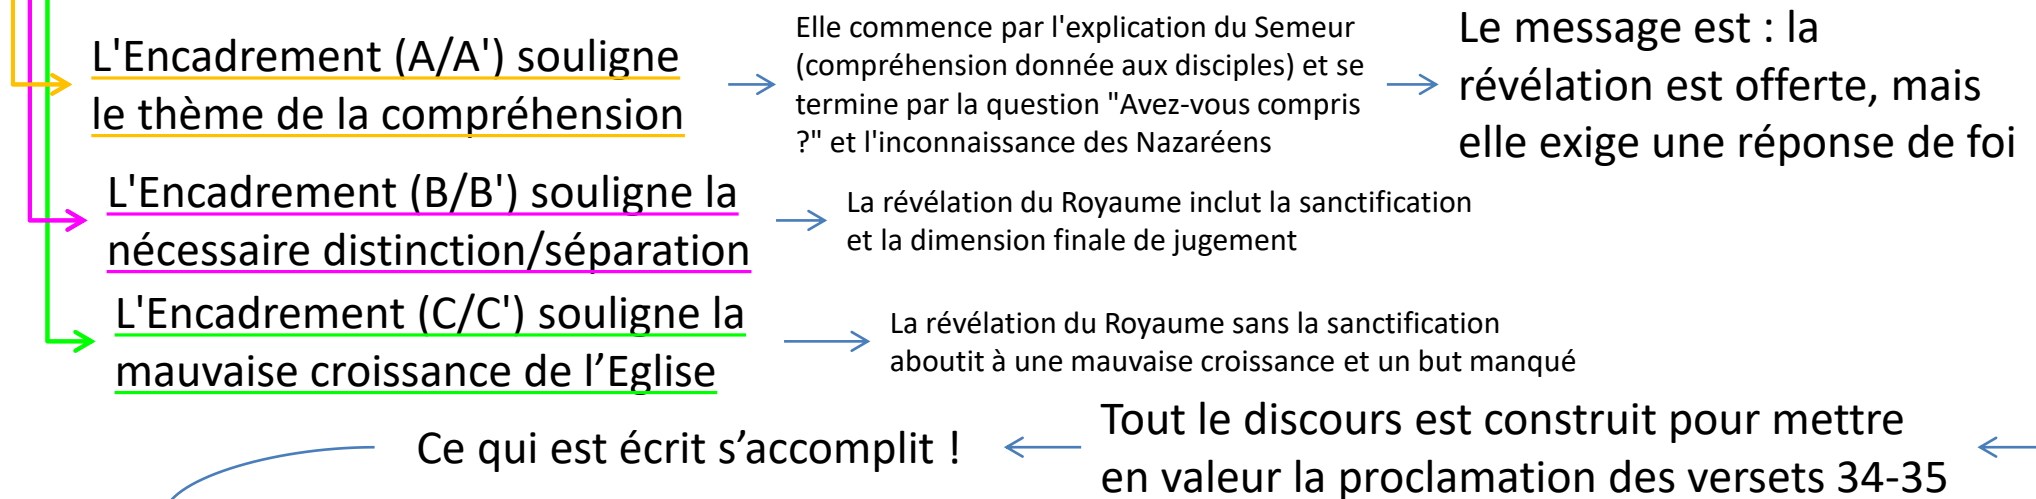 L'Encadrement (A/A') souligne
le thème de la compréhension
Elle commence par l'explication du Semeur
(compréhension donnée aux disciples) et se
termine par la question "Avez-vous compris
?" et l'inconnaissance des Nazaréens
Le message est : la
révélation est offerte, mais
elle exige une réponse de foi
L'Encadrement (B/B') souligne la
nécessaire distinction/séparation
La révélation du Royaume inclut la sanctification
et la dimension finale de jugement
L'Encadrement (C/C') souligne la
mauvaise croissance de l’Eglise
La révélation du Royaume sans la sanctification
aboutit à une mauvaise croissance et un but manqué
Ce qui est écrit s’accomplit !
Tout le discours est construit pour mettre
en valeur la proclamation des versets 34-35